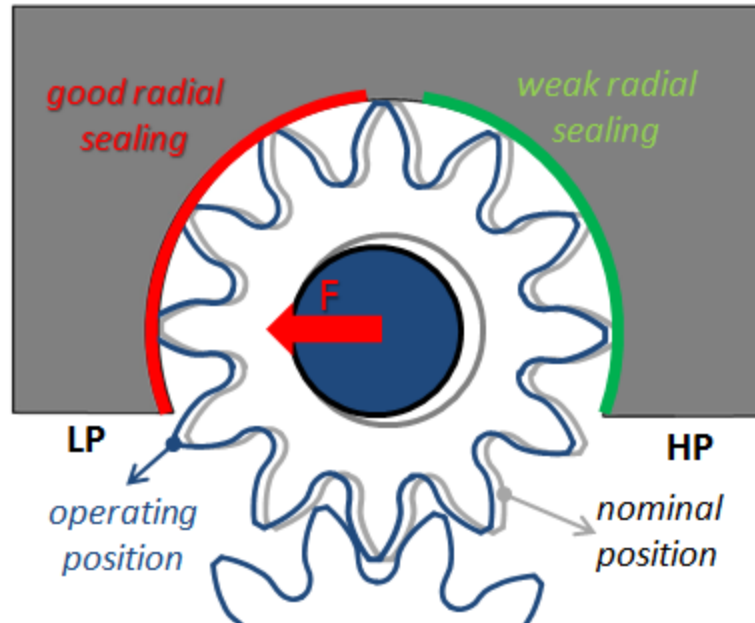 good radial
sealing
weak radial
sealing
F
LP
HP
operating
position
nominal
position